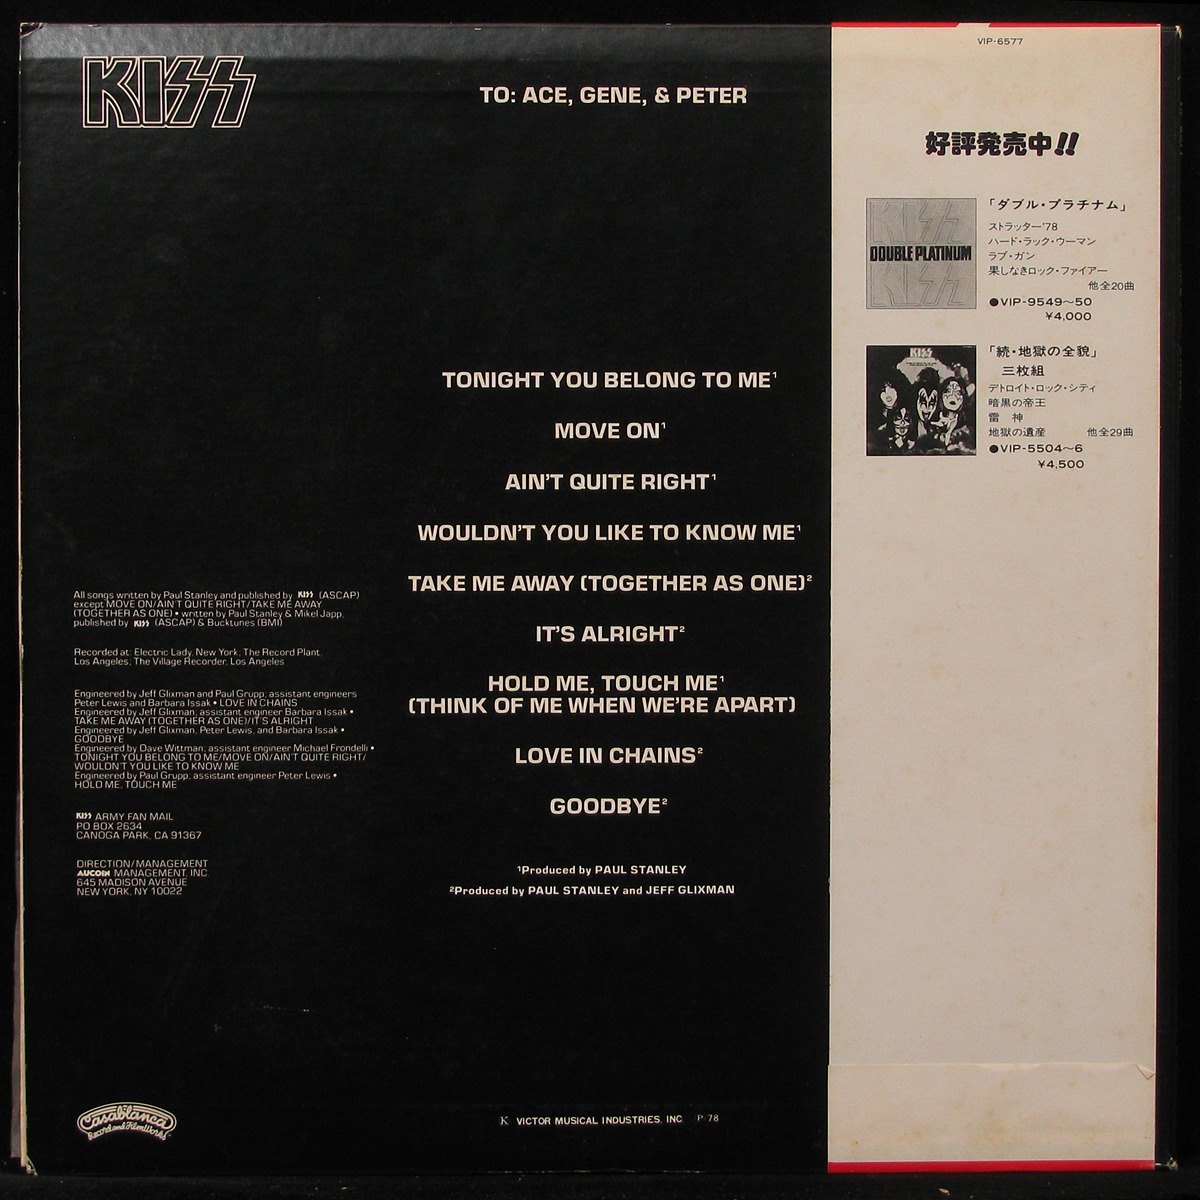 KISS
TO: ACE, GENE, & PETER
TONIGHT YOU BELONG TO ME¹
MOVE ON¹
AIN'T QUITE RIGHT¹
WOULDN'T YOU LIKE TO KNOW ME¹
TAKE ME AWAY (TOGETHER AS ONE)²
IT'S ALRIGHT²
HOLD ME, TOUCH ME¹
(THINK OF ME WHEN WE'RE APART)
LOVE IN CHAINS²
GOODBYE²
¹Produced by PAUL STANLEY
²Produced by PAUL STANLEY and JEFF GLIXMAN
All songs written by Paul Stanley and published by KISS (ASCAP)
except MOVE ON/AIN'T QUITE RIGHT/TAKE ME AWAY
(TOGETHER AS ONE) • written by Paul Stanley & Mikel Japp,
published by KISS (ASCAP) & Bucktunes (BMI)
Recorded at: Electric Lady, New York; The Record Plant,
Los Angeles; The Village Recorder, Los Angeles
Engineered by Jeff Glixman and Paul Grupp; assistant engineers
Peter Lewis and Barbara Issak • LOVE IN CHAINS
Engineered by Jeff Glixman; assistant engineer Barbara Issak •
TAKE ME AWAY (TOGETHER AS ONE)/IT'S ALRIGHT
Engineered by Jeff Glixman, Peter Lewis, and Barbara Issak •
GOODBYE
Engineered by Dave Wittman; assistant engineer Michael Frondelli •
TONIGHT YOU BELONG TO ME/MOVE ON/AIN'T QUITE RIGHT/
WOULDN'T YOU LIKE TO KNOW ME
Engineered by Paul Grupp; assistant engineer Peter Lewis •
HOLD ME, TOUCH ME
KISS ARMY FAN MAIL
PO BOX 2634
CANOGA PARK, CA 91367
DIRECTION/MANAGEMENT
AUCOIN MANAGEMENT, INC.
645 MADISON AVENUE
NEW YORK, NY 10022
Casablanca
Record and FilmWorks
K VICTOR MUSICAL INDUSTRIES, INC. P 78
VIP-6577
好評発売中!!
KISS
DOUBLE PLATINUM
KISS
「ダブル・プラチナム」
ストラッター'78
ハード・ラック・ウーマン
ラブ・ガン
果しなきロック・ファイアー
他全20曲
●VIP-9549〜50
¥4,000
KISS
「続・地獄の全貌」
三枚組
デトロイト・ロック・シティ
暗黒の帝王
雷 神
地獄の遺産 他全29曲
●VIP-5504〜6
¥4,500